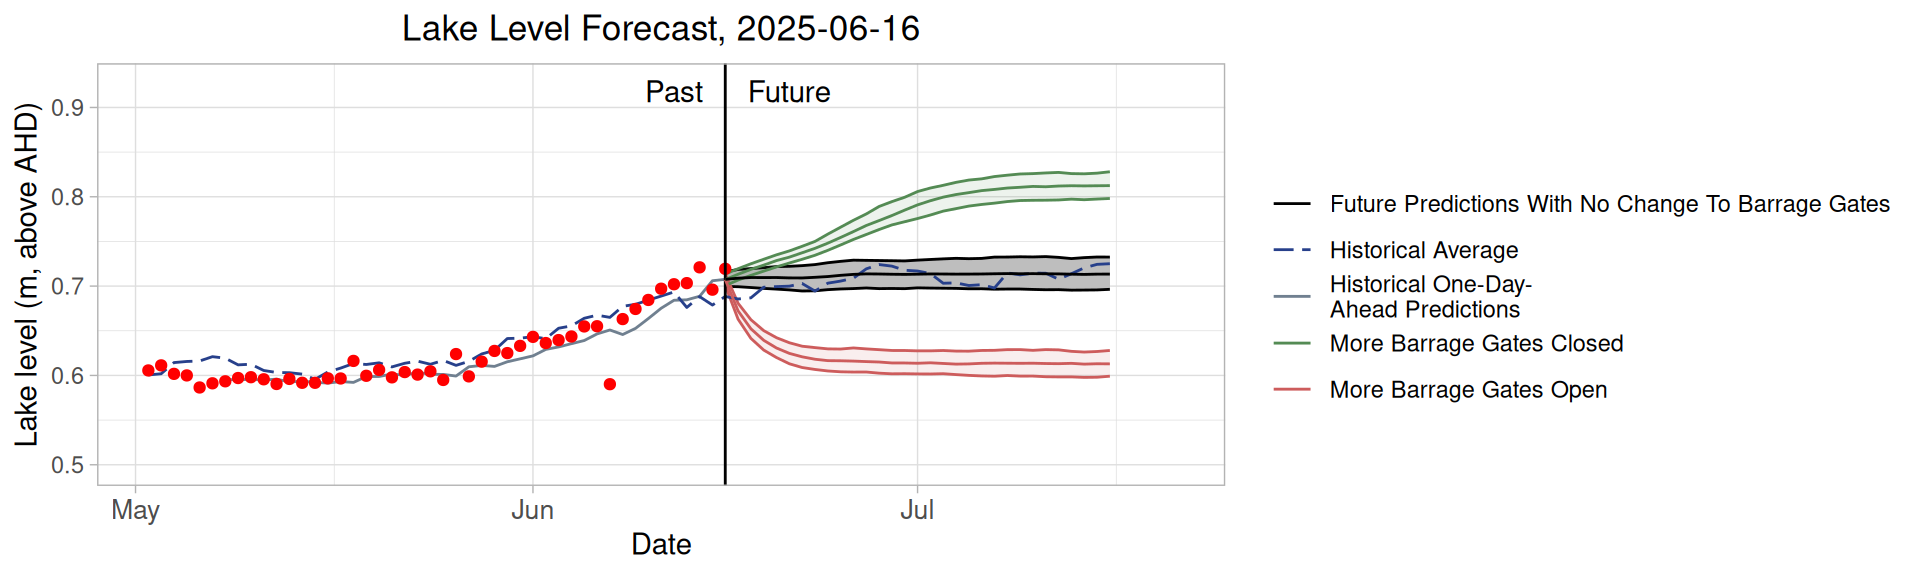 Lake Level Forecast, 2025-06-16
Past
Future
Lake level (m, above AHD)
0.9
0.8
0.7
0.6
0.5
May
Jun
Jul
Date
Future Predictions With No Change To Barrage Gates
Historical Average
Historical One-Day-
Ahead Predictions
More Barrage Gates Closed
More Barrage Gates Open